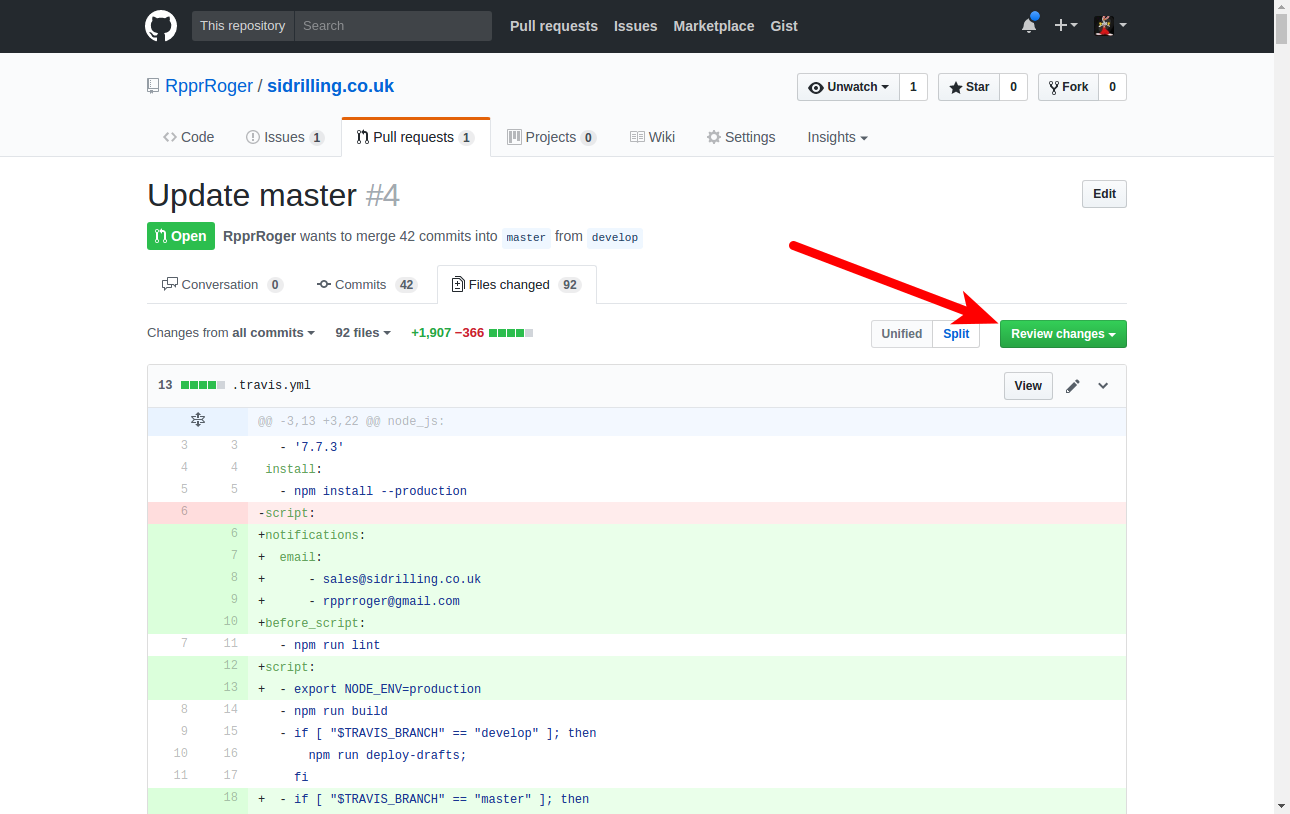 This repository Search Pull requests Issues Marketplace Gist
RpprRoger / sidrilling.co.uk Unwatch 1 Star 0 Fork 0
Code Issues 1 Pull requests 1 Projects 0 Wiki Settings Insights
Update master #4 Edit
Open RpprRoger wants to merge 42 commits into master from develop
Conversation 0 Commits 42 Files changed 92
Changes from all commits 92 files +1,907 −366 Unified Split Review changes
13 .travis.yml View
@@ -3,13 +3,22 @@ node_js:
3 3 - '7.7.3'
4 4 install:
5 5 - npm install --production
6 -script:
6 +notifications:
7 + email:
8 + - sales@sidrilling.co.uk
9 + - rpprroger@gmail.com
10 +before_script:
7 11 - npm run lint
12 +script:
13 + - export NODE_ENV=production
8 14 - npm run build
9 15 - if [ "$TRAVIS_BRANCH" == "develop" ]; then
10 16 npm run deploy-drafts;
11 17 fi
18 + - if [ "$TRAVIS_BRANCH" == "master" ]; then